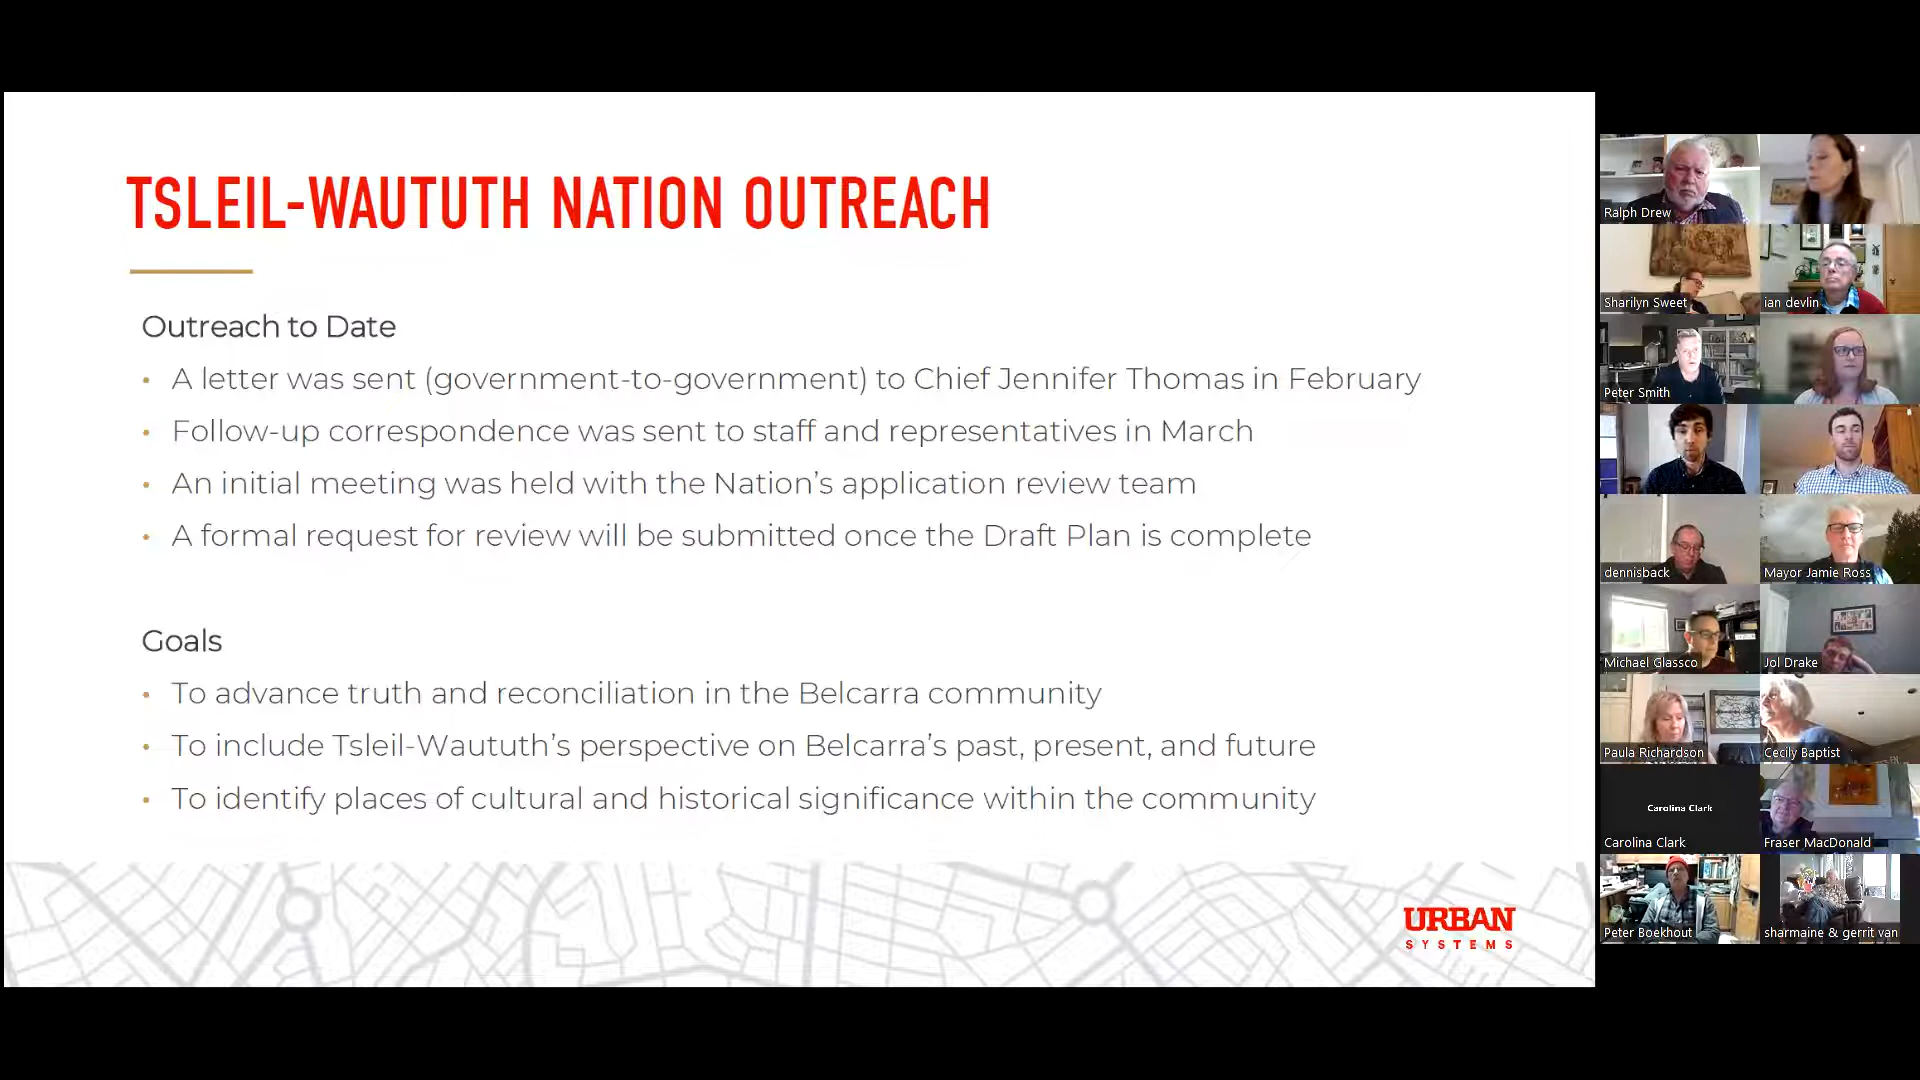 TSLEIL-WAUTUTH NATION OUTREACH
Outreach to Date
• A letter was sent (government-to-government) to Chief Jennifer Thomas in February
• Follow-up correspondence was sent to staff and representatives in March
• An initial meeting was held with the Nation's application review team
• A formal request for review will be submitted once the Draft Plan is complete
Goals
• To advance truth and reconciliation in the Belcarra community
• To include Tsleil-Waututh's perspective on Belcarra's past, present, and future
• To identify places of cultural and historical significance within the community
URBAN
SYSTEMS
Ralph Drew
Sharilyn Sweet
ian devlin
Peter Smith
dennisback
Mayor Jamie Ross
Michael Glassco
Jol Drake
Paula Richardson
Cecily Baptist
Carolina Clark
Carolina Clark
Fraser MacDonald
Peter Boekhout
sharmaine & gerrit van